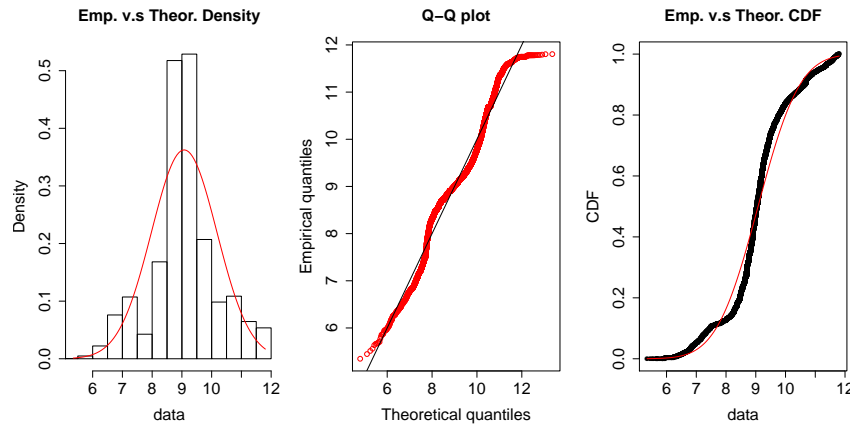 Emp. v.s Theor. Density
Density
0.0 0.1 0.2 0.3 0.4 0.5
6 7 8 9 10 12
data
Q−Q plot
Empirical quantiles
6 7 8 9 10 11 12
6 8 10 12
Theoretical quantiles
Emp. v.s Theor. CDF
CDF
0.0 0.2 0.4 0.6 0.8 1.0
6 7 8 9 10 12
data